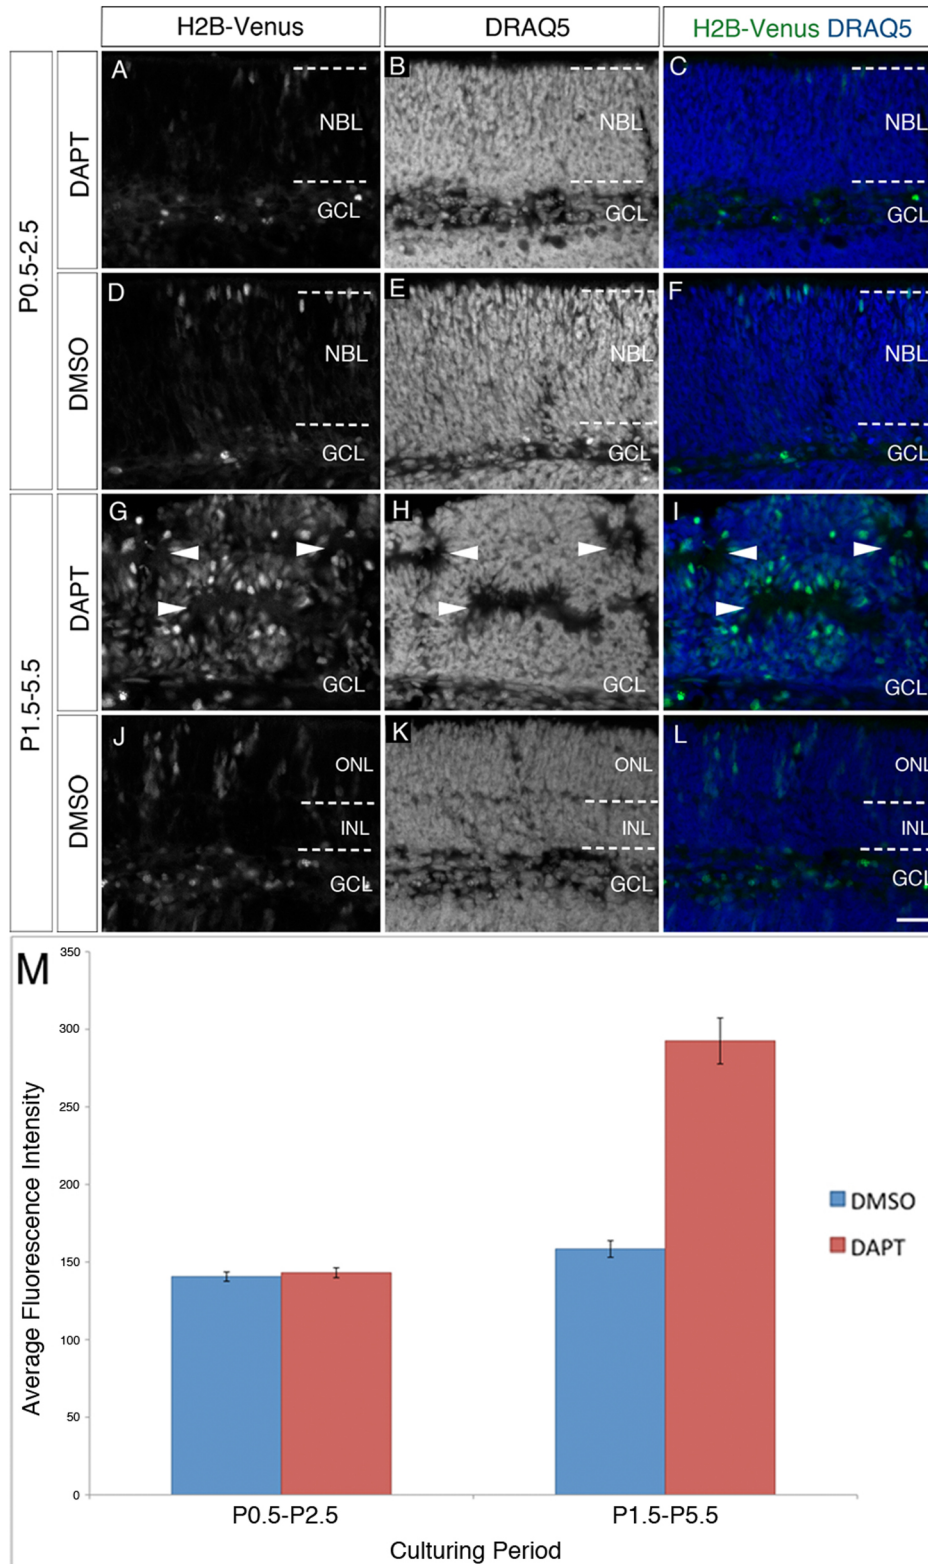 H2B-Venus DRAQ5 H2B-Venus DRAQ5
P0.5-2.5
DAPT
A NBL GCL
B NBL GCL
C NBL GCL
DMSO
D NBL GCL
E NBL GCL
F NBL GCL
P1.5-5.5
DAPT
G GCL
H GCL
I GCL
DMSO
J ONL INL GCL
K ONL INL GCL
L ONL INL GCL
M
350
300
250
200
150
100
50
0
Average Fluorescence Intensity
DMSO
DAPT
P0.5-P2.5 P1.5-P5.5
Culturing Period